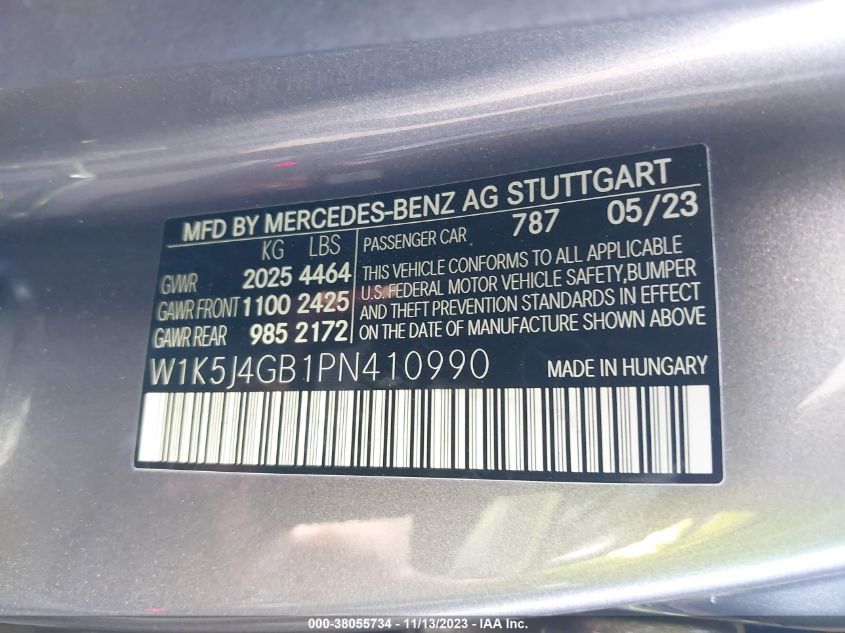 MFD BY MERCEDES-BENZ AG STUTTGART
KG LBS
GVWR 2025 4464
GAWR FRONT 1100 2425
GAWR REAR 985 2172
PASSENGER CAR 787 05/23
THIS VEHICLE CONFORMS TO ALL APPLICABLE
U.S. FEDERAL MOTOR VEHICLE SAFETY,BUMPER
AND THEFT PREVENTION STANDARDS IN EFFECT
ON THE DATE OF MANUFACTURE SHOWN ABOVE
W1K5J4GB1PN410990 MADE IN HUNGARY
000-38055734 - 11/13/2023 - IAA Inc.